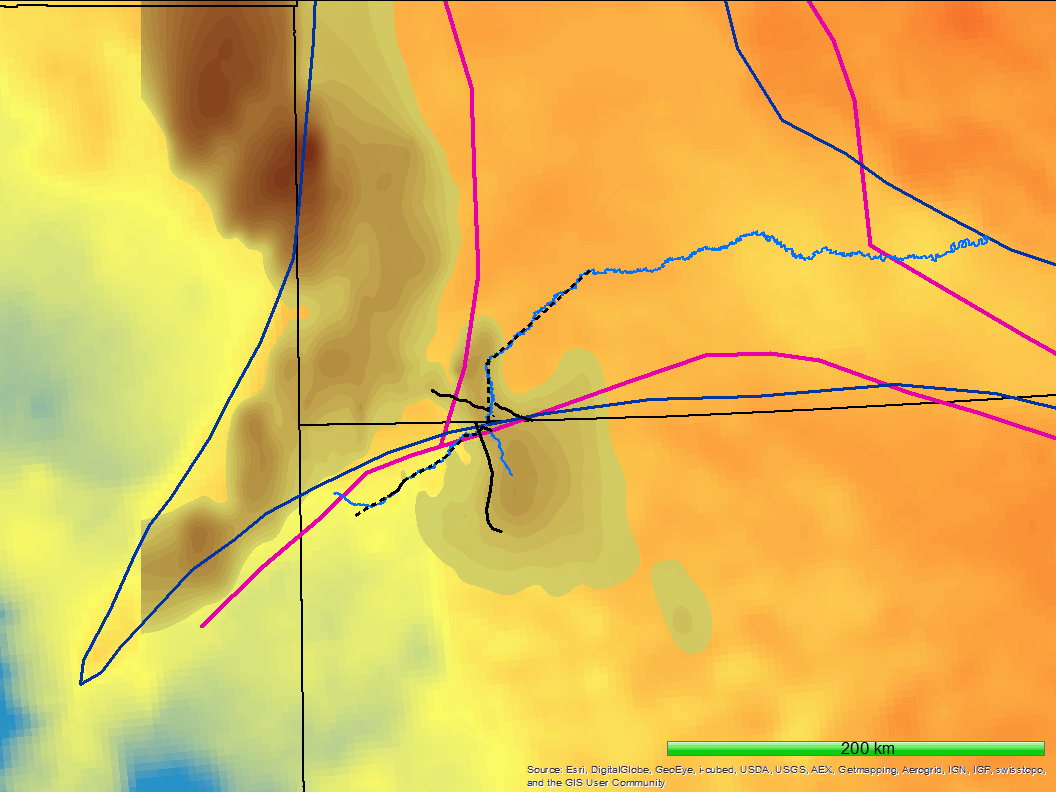 200 km
Source: Esri, DigitalGlobe, GeoEye, i-cubed, USDA, USGS, AEX, Getmapping, Aerogrid, IGN, IGP, swisstopo,
and the GIS User Community